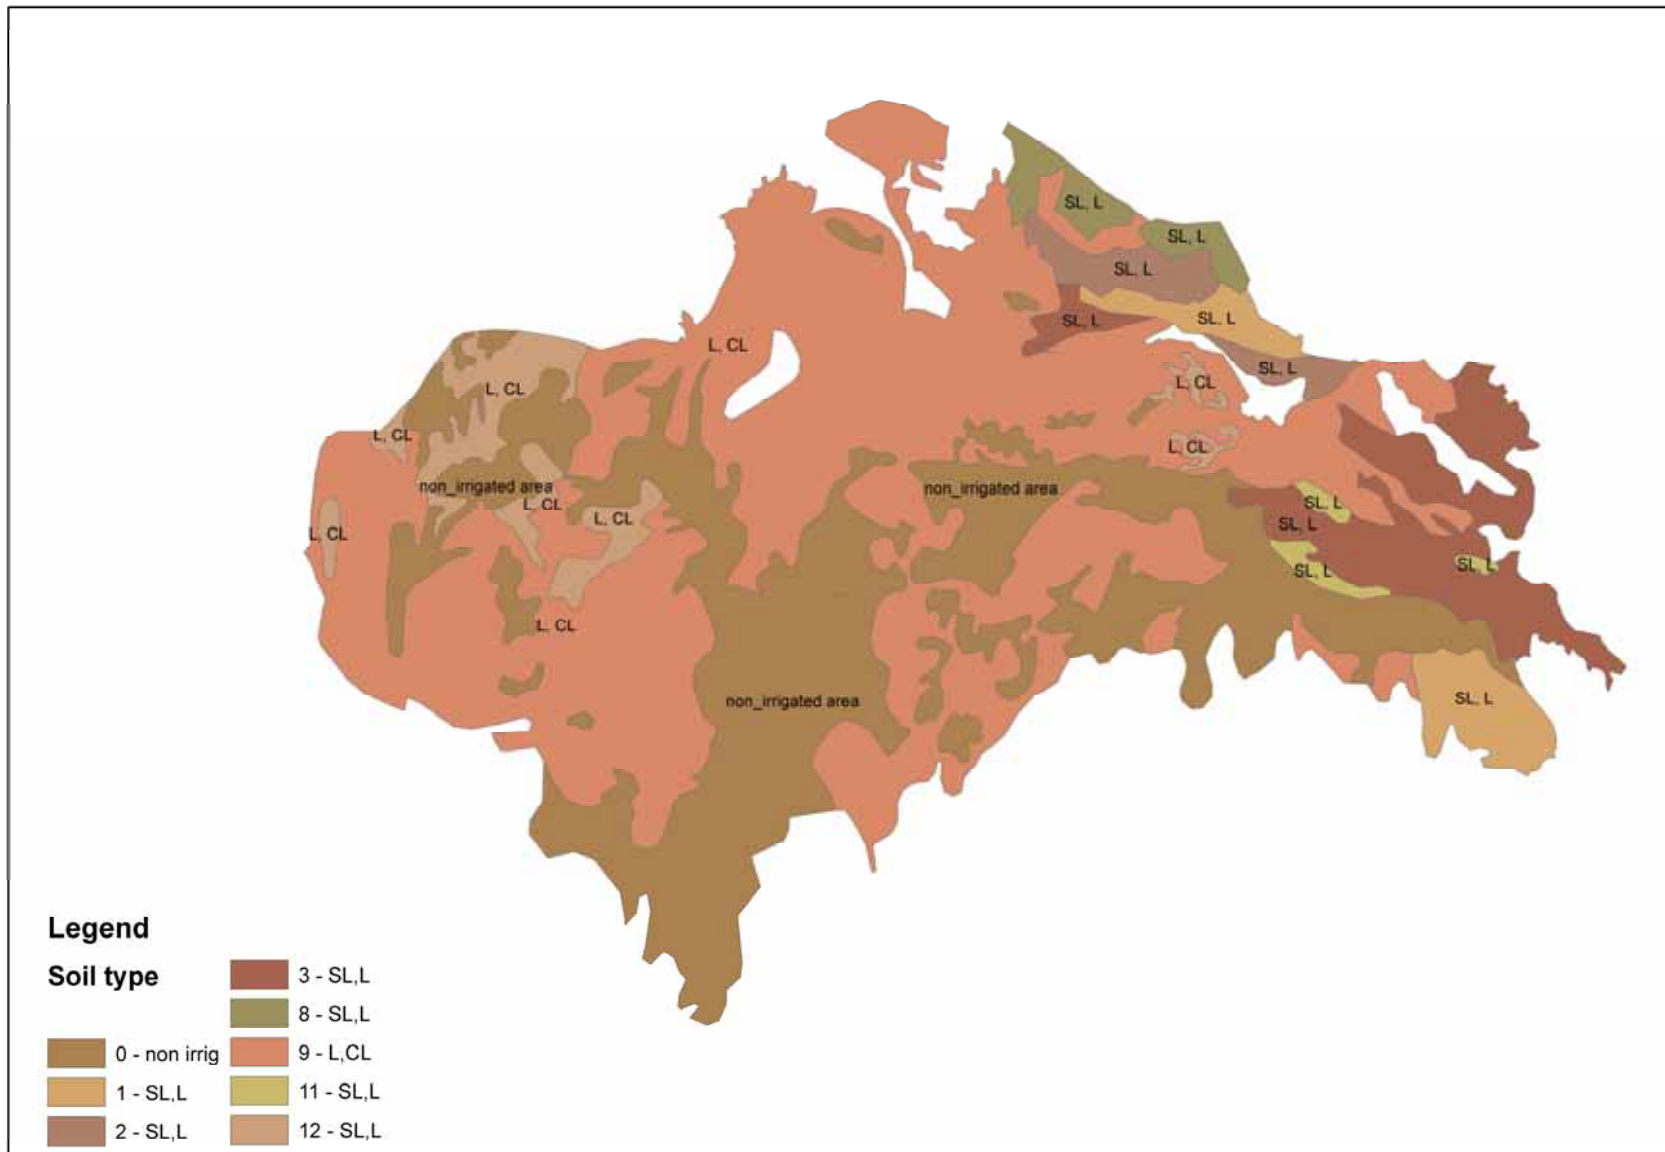 SL, L
SL, L
SL, L
SL, L
SL, L
L, CL
SL, L
L, CL
L, CL
L, CL
L, CL
non_irrigated area
non_irrigated area
L, CL
SL, L
L, CL
SL, L
L, CL
SL, L
SL, L
L, CL
non_irrigated area
SL, L
Legend
Soil type
0 - non irrig
1 - SL,L
2 - SL,L
3 - SL,L
8 - SL,L
9 - L,CL
11 - SL,L
12 - SL,L